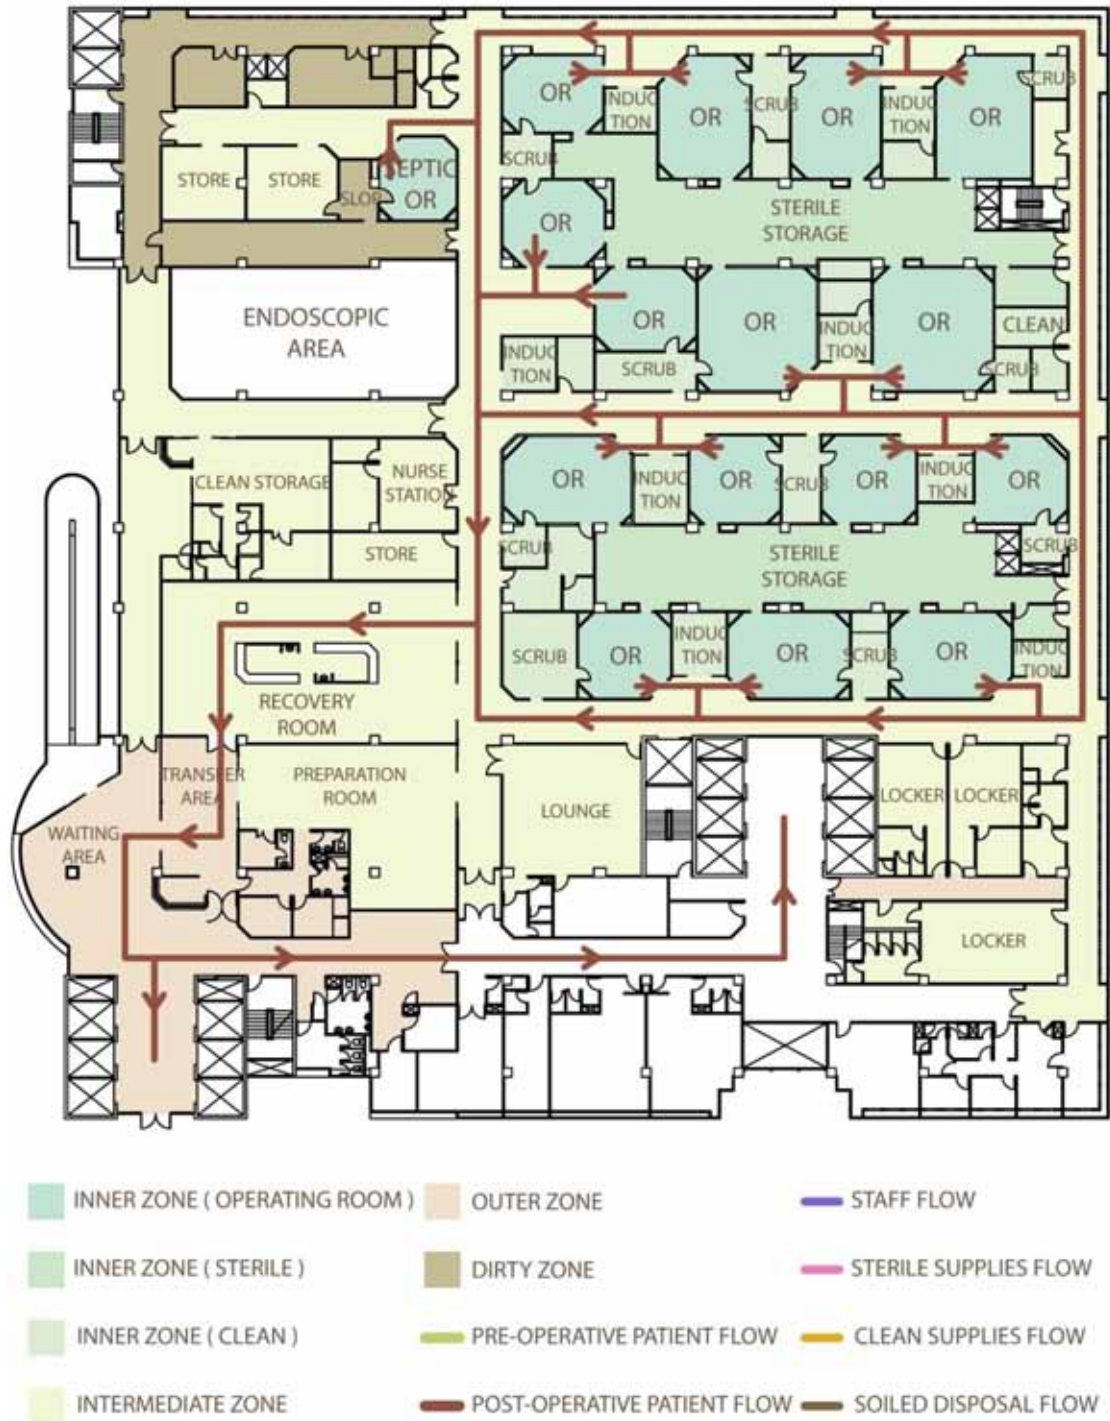 OR
INDUC
TION
OR
SCRUB
OR
INDUC
TION
OR
SCRUB
SCRUB
STORE
STORE
SLOP
EPTIC
OR
OR
STERILE
STORAGE
ENDOSCOPIC
AREA
OR
OR
INDUC
TION
OR
CLEAN
INDUC
TION
SCRUB
SCRUB
CLEAN STORAGE
NURSE
STATION
OR
INDUC
TION
OR
SCRUB
OR
INDUC
TION
OR
STORE
SCRUB
STERILE
STORAGE
SCRUB
SCRUB
OR
INDUC
TION
OR
SCRUB
OR
INDUC
TION
RECOVERY
ROOM
TRANSFER
AREA
PREPARATION
ROOM
LOUNGE
LOCKER
LOCKER
WAITING
AREA
LOCKER
INNER ZONE ( OPERATING ROOM )
OUTER ZONE
STAFF FLOW
INNER ZONE ( STERILE )
DIRTY ZONE
STERILE SUPPLIES FLOW
INNER ZONE ( CLEAN )
PRE-OPERATIVE PATIENT FLOW
CLEAN SUPPLIES FLOW
INTERMEDIATE ZONE
POST-OPERATIVE PATIENT FLOW
SOILED DISPOSAL FLOW